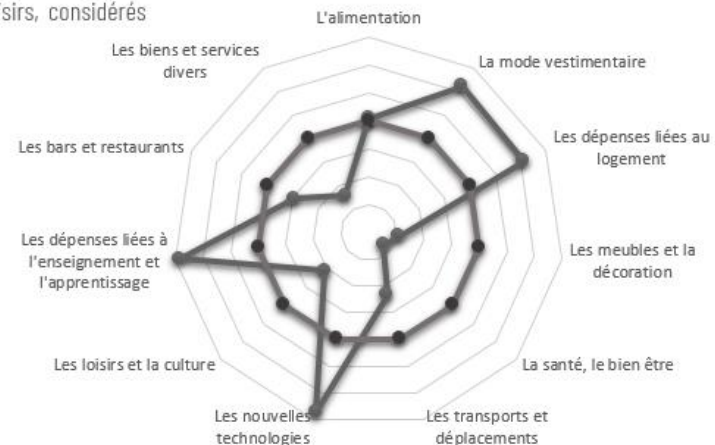 sirs, considérés
L'alimentation
La mode vestimentaire
Les dépenses liées au
logement
Les meubles et la
décoration
La santé, le bien être
Les transports et
déplacements
Les nouvelles
technologies
Les loisirs et la culture
Les dépenses liées à
l'enseignement et
l'apprentissage
Les bars et restaurants
Les biens et services
divers